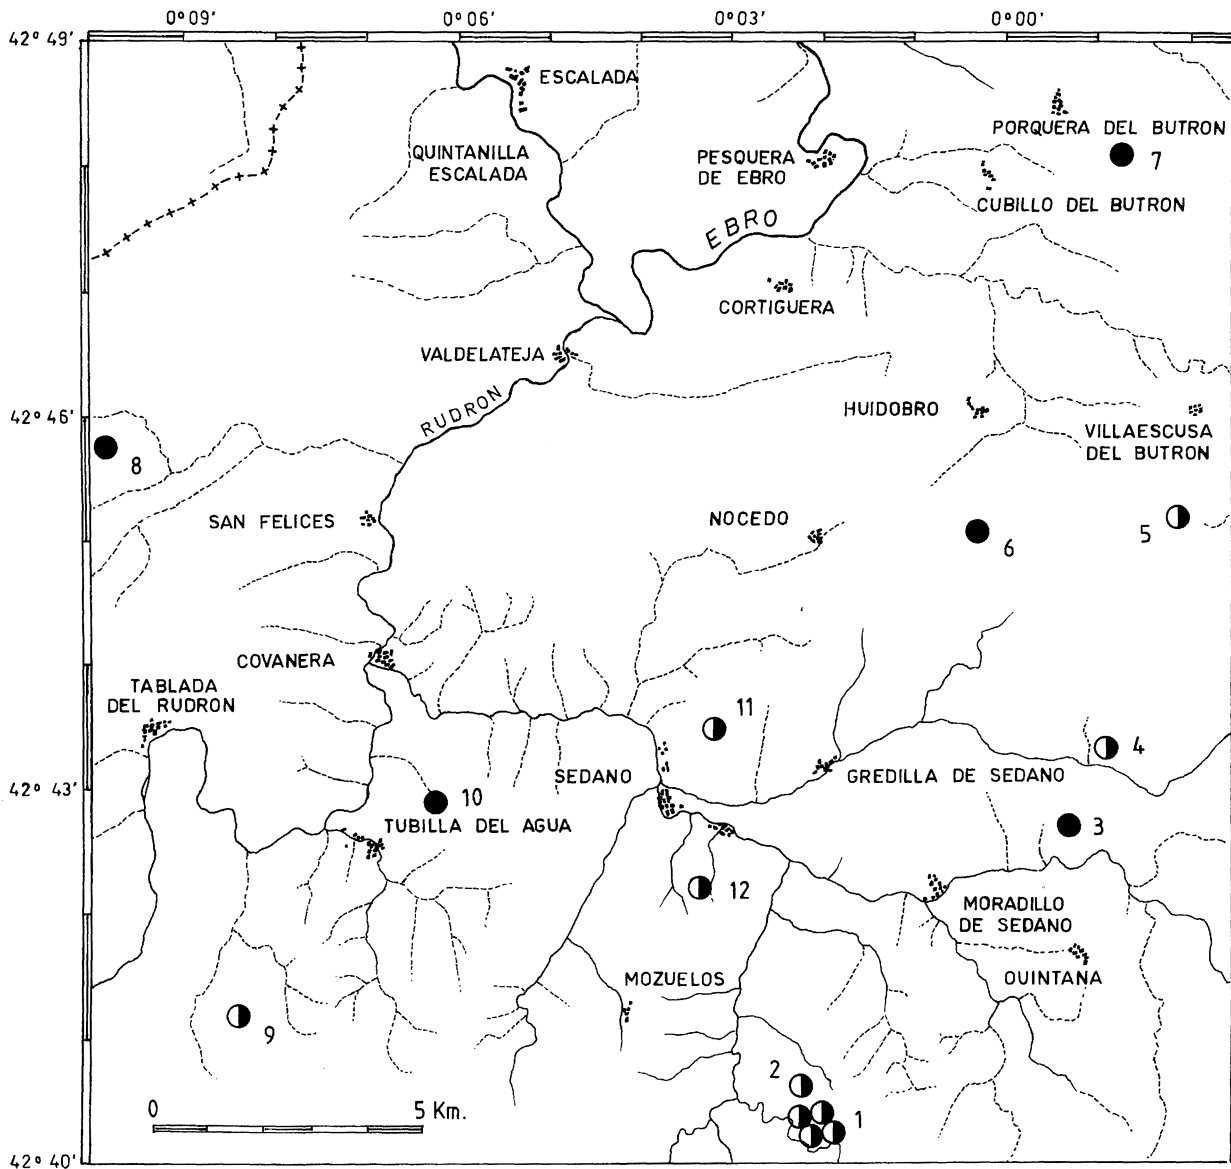 0°09'
0°06'
0°03'
0°00'
42° 49'
ESCALADA
PORQUERA DEL BUTRON
QUINTANILLA
ESCALADA
PESQUERA
DE EBRO
7
CUBILLO DEL BUTRON
EBRO
CORTIGUERA
VALDELATEJA
RUDRON
42° 46'
HUIDOBRO
VILLAESCUSA
DEL BUTRON
8
SAN FELICES
NOCEDO
6
5
COVANERA
TABLADA
DEL RUDRON
11
4
SEDANO
GREDILLA DE SEDANO
42° 43'
10
TUBILLA DEL AGUA
3
12
MORADILLO
DE SEDANO
MOZUELOS
QUINTANA
9
2
1
0
5 Km.
42° 40'